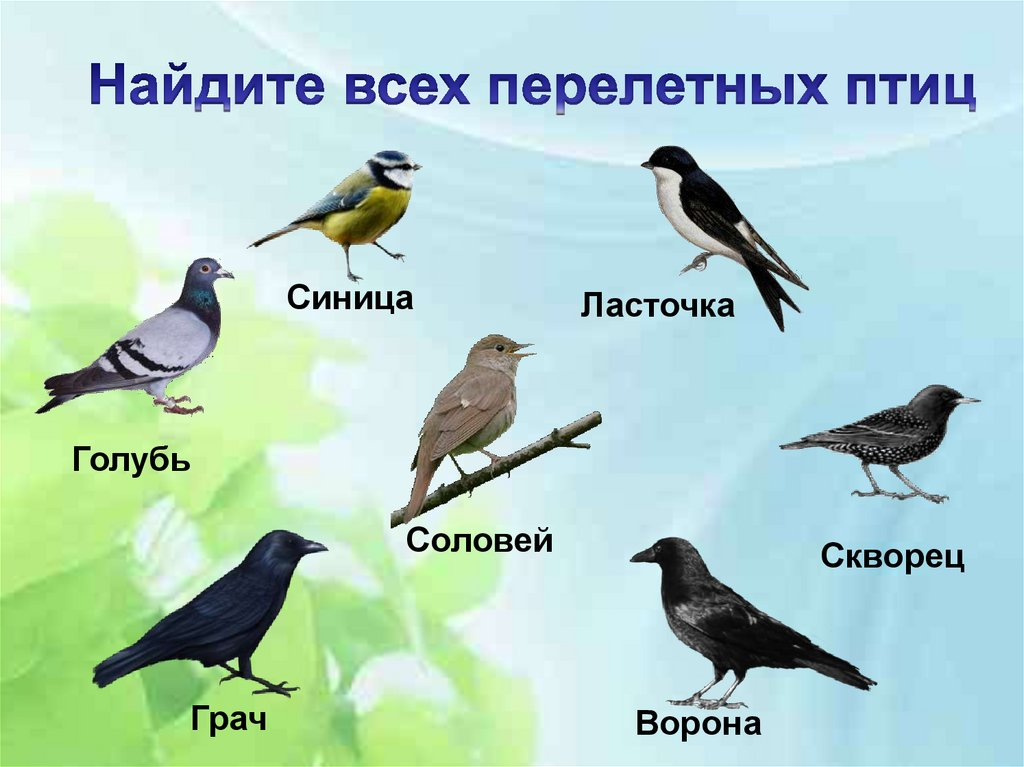 Найдите всех перелетных птиц
Синица
Ласточка
Голубь
Соловей
Скворец
Грач
Ворона